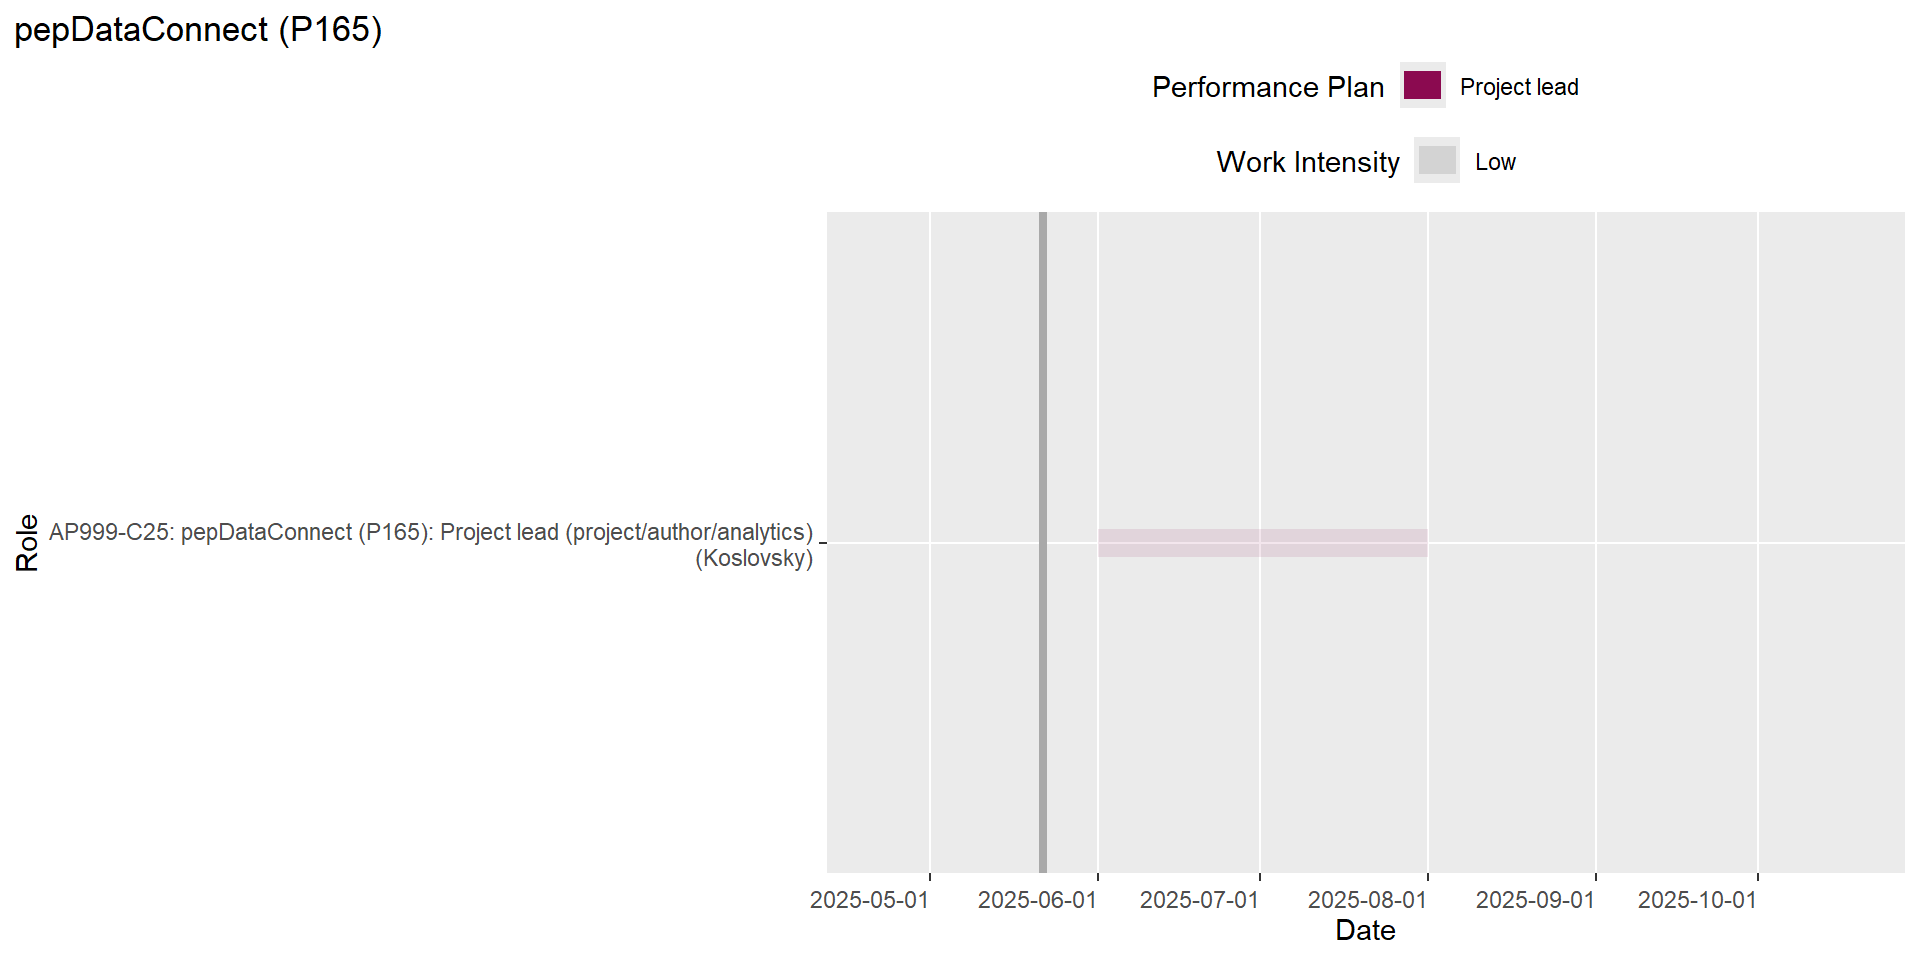 pepDataConnect (P165)
Performance Plan
Project lead
Work Intensity
Low
Role
AP999-C25: pepDataConnect (P165): Project lead (project/author/analytics)
(Koslovsky)
2025-05-01
2025-06-01
2025-07-01
2025-08-01
2025-09-01
2025-10-01
Date